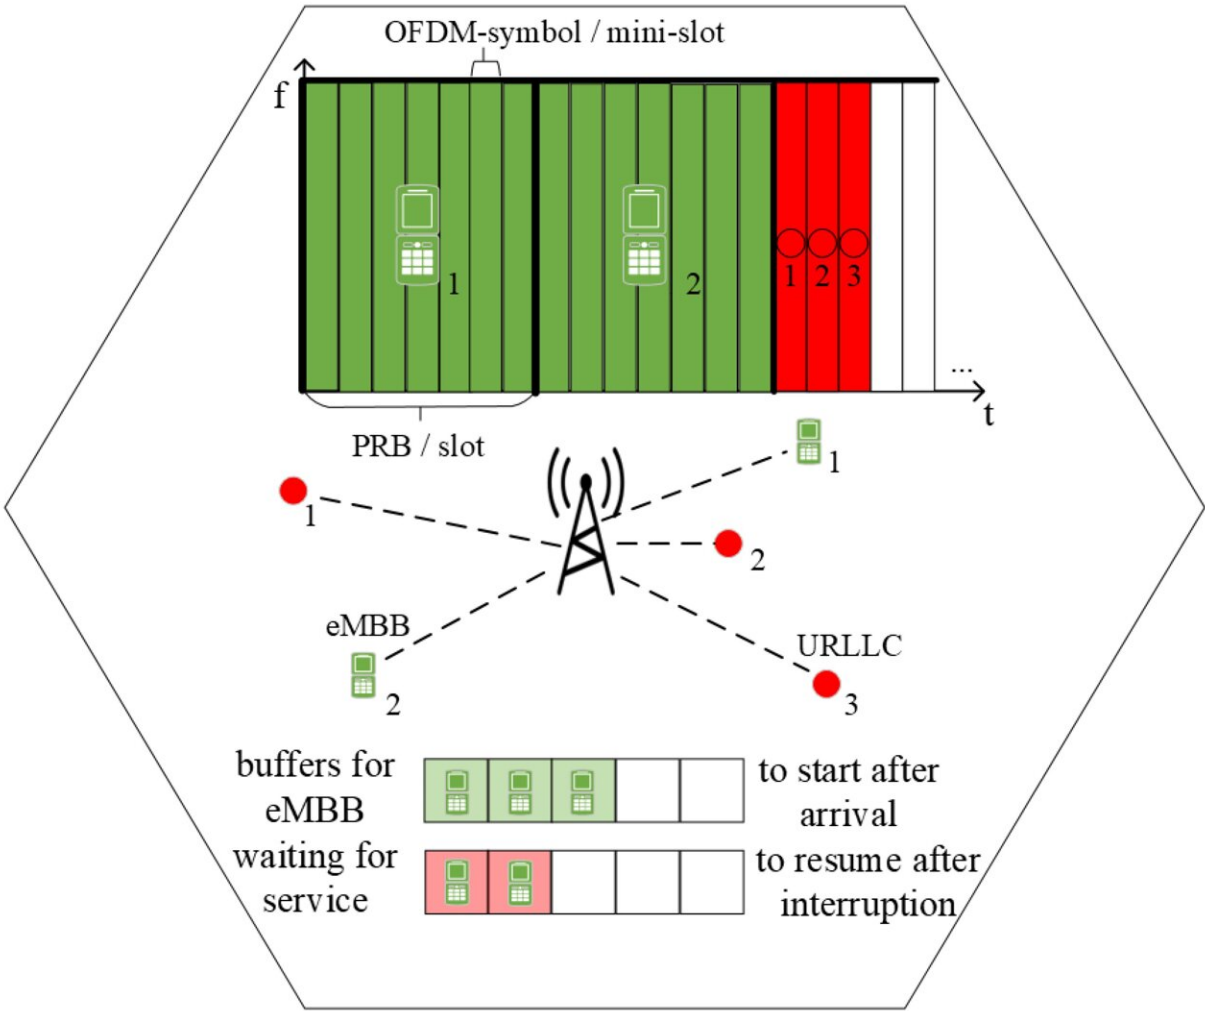 OFDM-symbol / mini-slot
f
1
2
1 2 3
...
t
PRB / slot
1
1
2
eMBB
URLLC
2
3
buffers for
eMBB
to start after
arrival
waiting for
service
to resume after
interruption